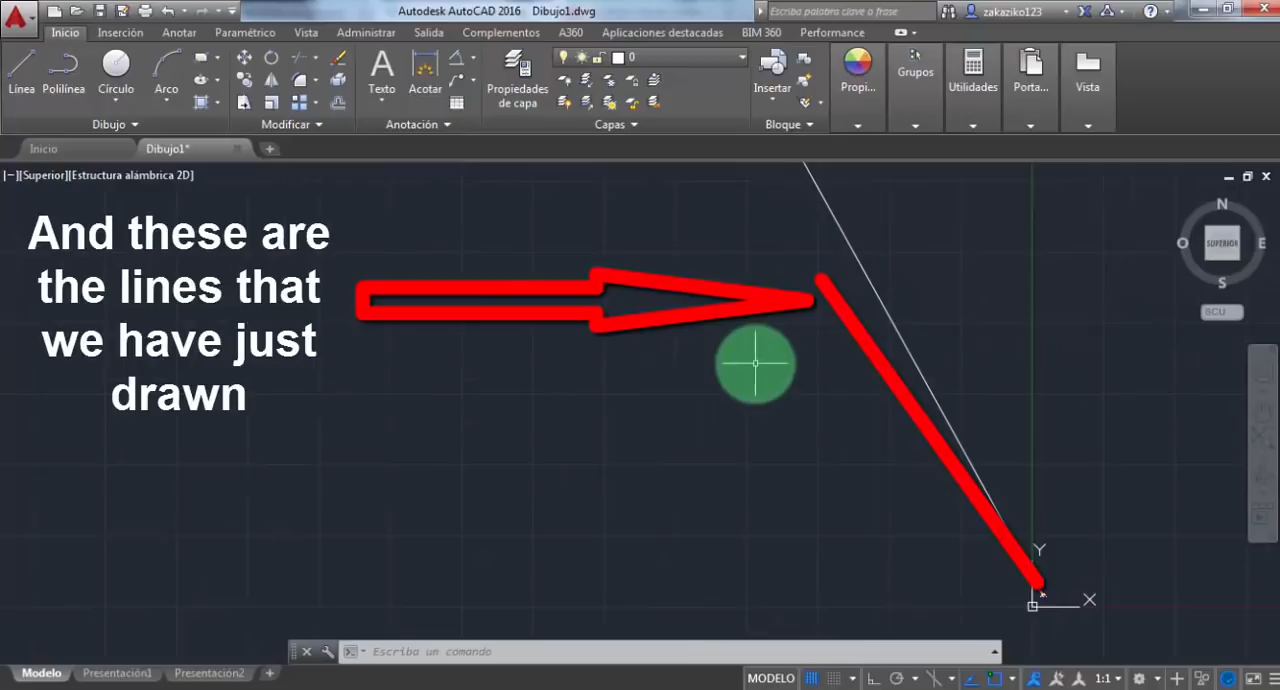 Autodesk AutoCAD 2016 Dibujo1.dwg
Escriba palabra clave o frase
zakaziko123
Inicio Inserción Anotar Paramétrico Vista Administrar Salida Complementos A360 Aplicaciones destacadas BIM 360 Performance
0
Línea Polilínea Círculo Arco
Texto Acotar
Propiedades
de capa
Insertar
Propi...
Grupos
Utilidades
Porta...
Vista
Dibujo Modificar Anotación Capas Bloque
Inicio Dibujo1*
[−][Superior][Estructura alámbrica 2D]
And these are
the lines that
we have just
drawn
N
O SUPERIOR E
S
SCU
Y
X
Escriba un comando
Modelo Presentación1 Presentación2
MODELO 1:1